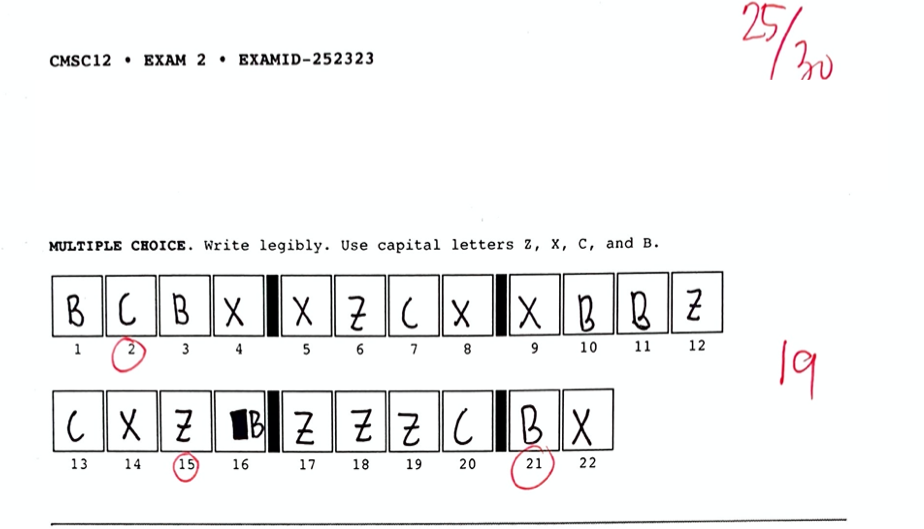 25/30
CMSC12 • EXAM 2 • EXAMID-252323
MULTIPLE CHOICE. Write legibly. Use capital letters Z, X, C, and B.
B C B X X Z C X X B B Z
1 2 3 4 5 6 7 8 9 10 11 12
19
C X Z B Z Z Z C B X
13 14 15 16 17 18 19 20 21 22